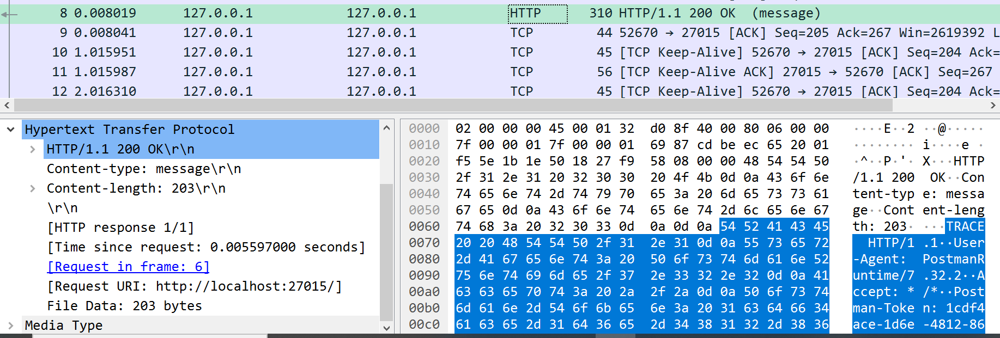 8 0.008019 127.0.0.1 127.0.0.1 HTTP 310 HTTP/1.1 200 OK (message)
9 0.008041 127.0.0.1 127.0.0.1 TCP 44 52670 → 27015 [ACK] Seq=205 Ack=267 Win=2619392 L
10 1.015951 127.0.0.1 127.0.0.1 TCP 45 [TCP Keep-Alive] 52670 → 27015 [ACK] Seq=204 Ack=
11 1.015987 127.0.0.1 127.0.0.1 TCP 56 [TCP Keep-Alive ACK] 27015 → 52670 [ACK] Seq=267
12 2.016310 127.0.0.1 127.0.0.1 TCP 45 [TCP Keep-Alive] 52670 → 27015 [ACK] Seq=204 Ack=
Hypertext Transfer Protocol
HTTP/1.1 200 OK\r\n
Content-type: message\r\n
Content-length: 203\r\n
\r\n
[HTTP response 1/1]
[Time since request: 0.005597000 seconds]
[Request in frame: 6]
[Request URI: http://localhost:27015/]
File Data: 203 bytes
Media Type
0000 02 00 00 00 45 00 01 32 d0 8f 40 00 80 06 00 00 ····E··2 ··@·····
0010 7f 00 00 01 7f 00 00 01 69 87 cd be ec 65 20 01 ········ i····e ·
0020 f5 5e 1b 1e 50 18 27 f9 58 08 00 00 48 54 54 50 ·^··P·'· X···HTTP
0030 2f 31 2e 31 20 32 30 30 20 4f 4b 0d 0a 43 6f 6e /1.1 200 OK··Con
0040 74 65 6e 74 2d 74 79 70 65 3a 20 6d 65 73 73 61 tent-typ e: messa
0050 67 65 0d 0a 43 6f 6e 74 65 6e 74 2d 6c 65 6e 67 ge··Cont ent-leng
0060 74 68 3a 20 32 30 33 0d 0a 0d 0a 54 52 41 43 45 th: 203· ···TRACE
0070 20 20 48 54 54 50 2f 31 2e 31 0d 0a 55 73 65 72 HTTP/1 .1··User
0080 2d 41 67 65 6e 74 3a 20 50 6f 73 74 6d 61 6e 52 -Agent: PostmanR
0090 75 6e 74 69 6d 65 2f 37 2e 33 32 2e 32 0d 0a 41 untime/7 .32.2··A
00a0 63 63 65 70 74 3a 20 2a 2f 2a 0d 0a 50 6f 73 74 ccept: * /*··Post
00b0 6d 61 6e 2d 54 6f 6b 65 6e 3a 20 31 63 64 66 34 man-Toke n: 1cdf4
00c0 61 63 65 2d 31 64 36 65 2d 34 38 31 32 2d 38 36 ace-1d6e -4812-86